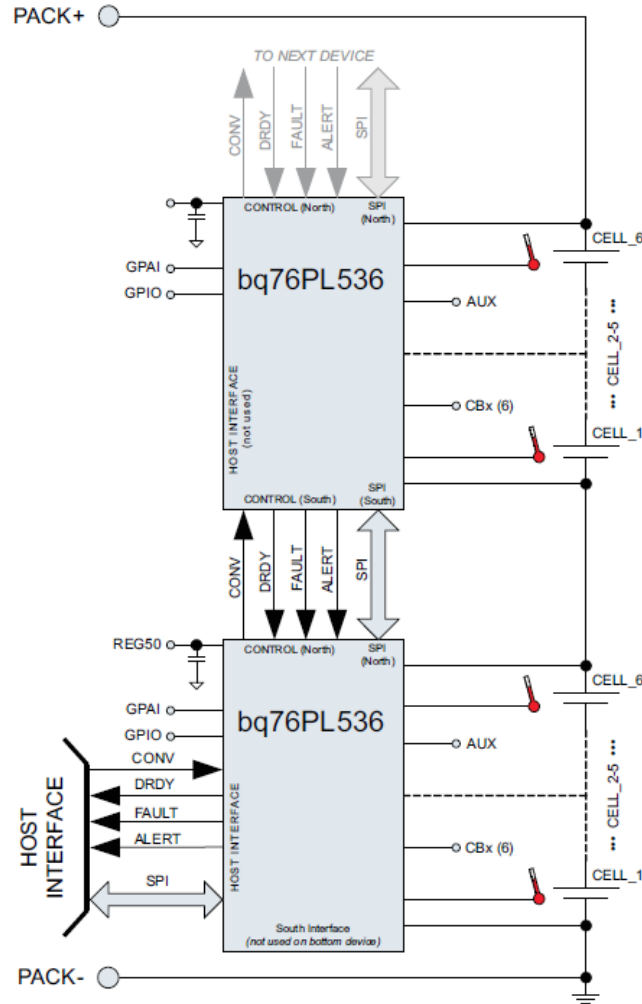 PACK+
TO NEXT DEVICE
CONV
DRDY
FAULT
ALERT
SPI
CONTROL (North)
SPI
(North)
CELL_6
GPAI
GPIO
bq76PL536
AUX
... CELL_2-5 ...
HOST INTERFACE
(not used)
CBx (6)
CELL_1
CONTROL (South)
SPI
(South)
CONV
DRDY
FAULT
ALERT
SPI
REG50
CONTROL (North)
SPI
(North)
CELL_6
GPAI
GPIO
bq76PL536
AUX
... CELL_2-5 ...
HOST
INTERFACE
CONV
DRDY
FAULT
ALERT
SPI
HOST INTERFACE
CBx (6)
CELL_1
South Interface
(not used on bottom device)
PACK-